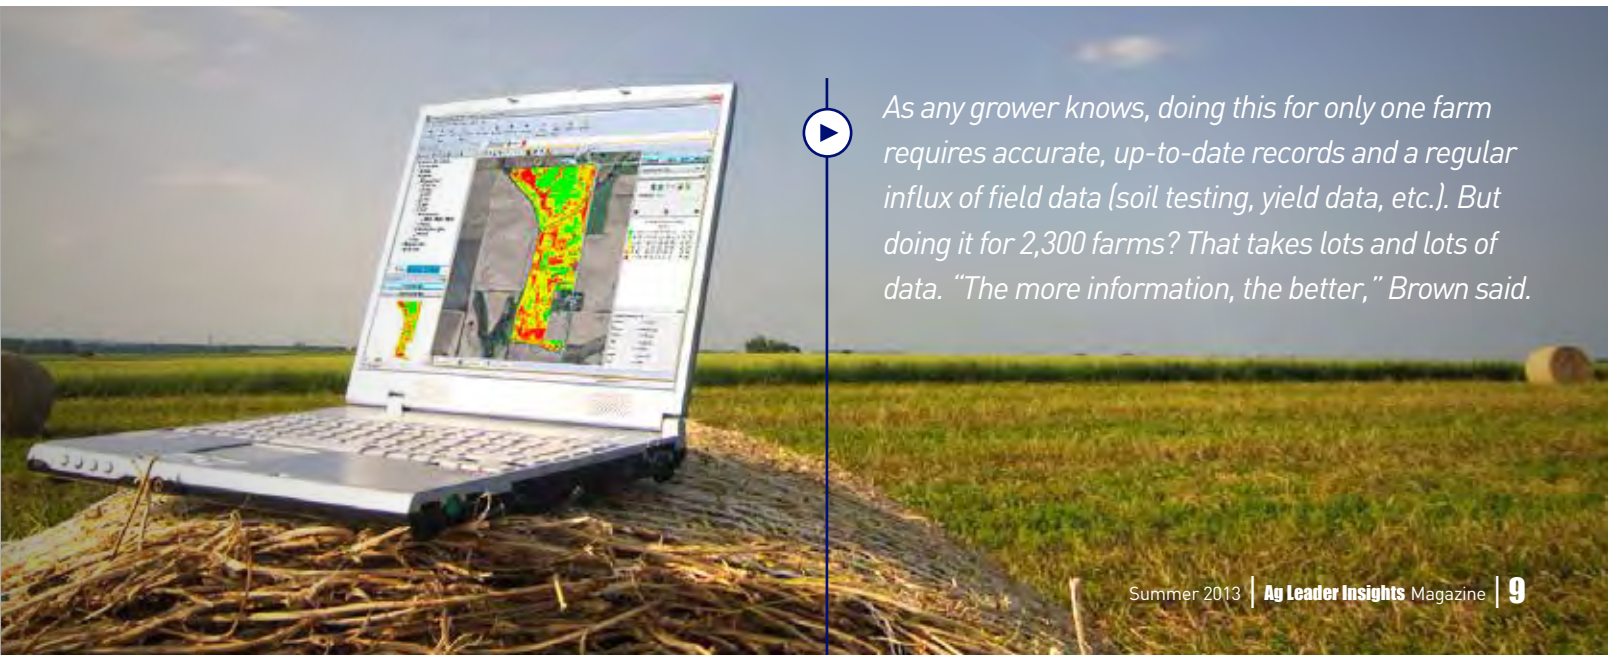 As any grower knows, doing this for only one farm
requires accurate, up-to-date records and a regular
influx of field data (soil testing, yield data, etc.). But
doing it for 2,300 farms? That takes lots and lots of
data. “The more information, the better,” Brown said.
Summer 2013 | Ag Leader Insights Magazine | 9